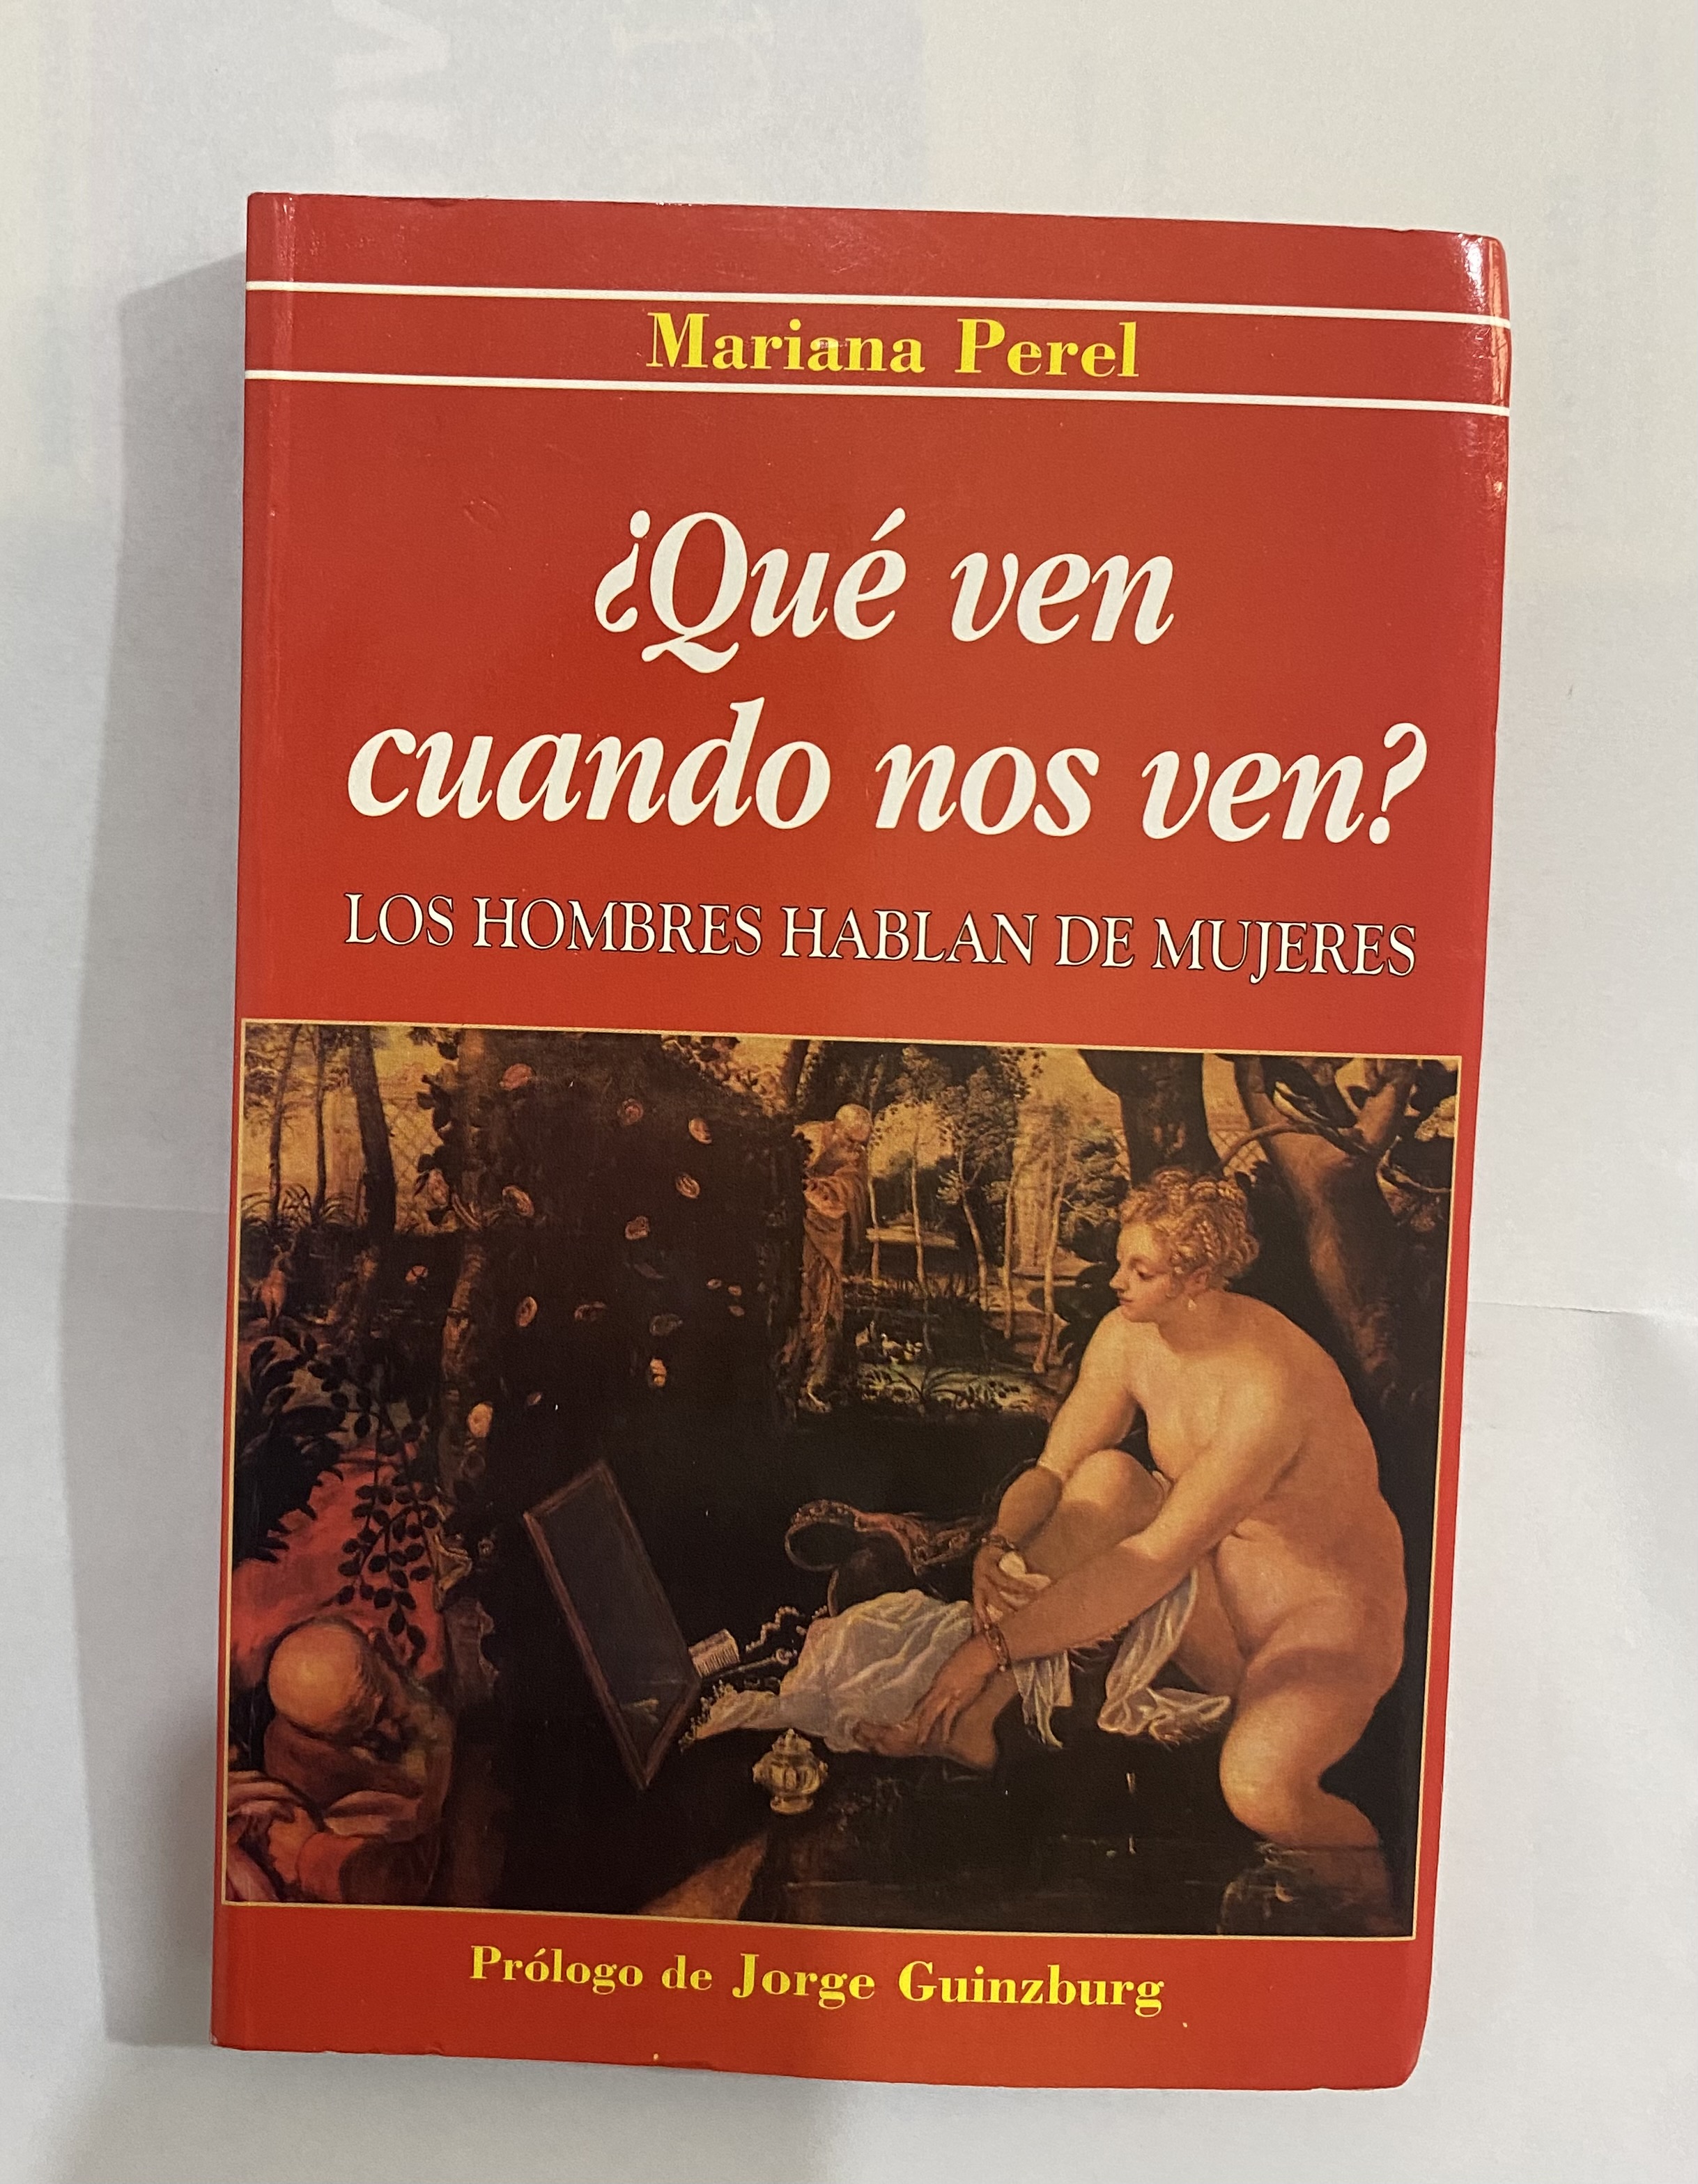 Mariana Perel
¿Qué ven
cuando nos ven?
LOS HOMBRES HABLAN DE MUJERES
Prólogo de Jorge Guinzburg